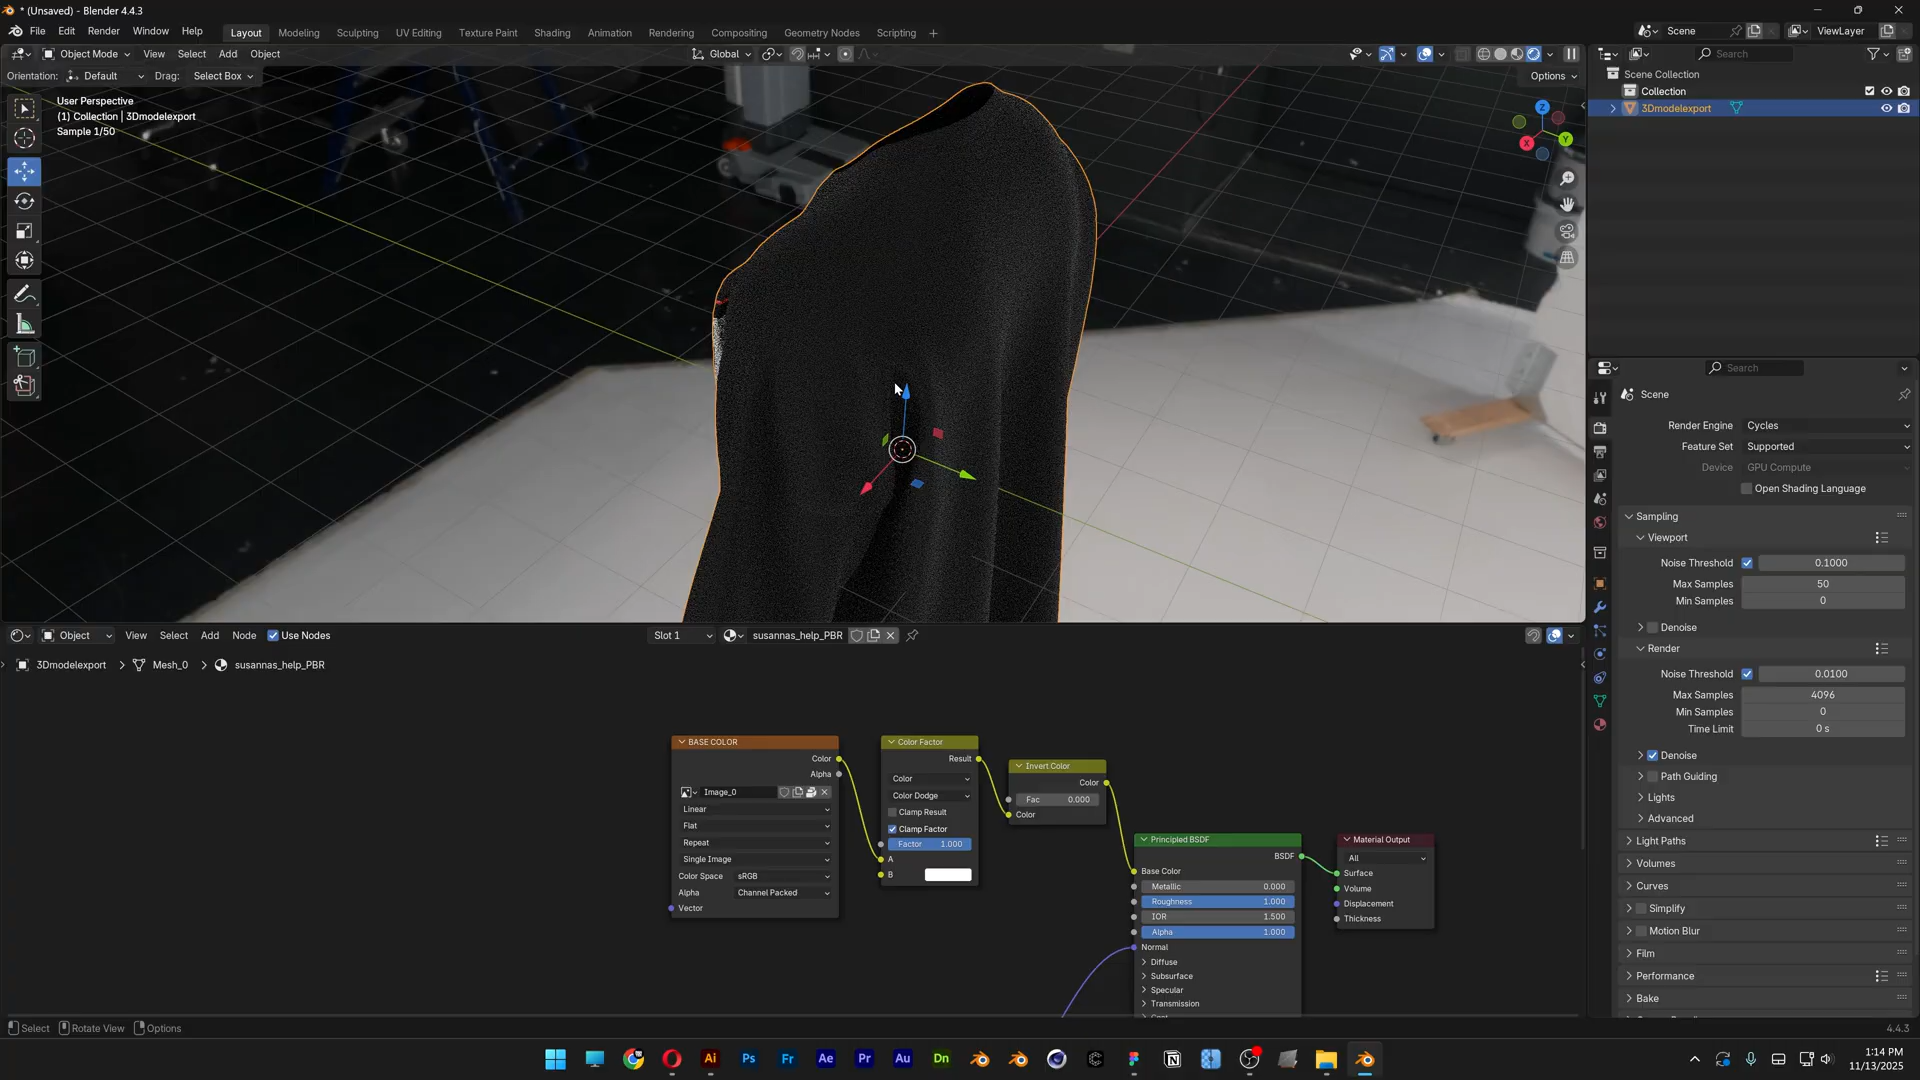 * (Unsaved) - Blender 4.4.3
File Edit Render Window Help
Layout Modeling Sculpting UV Editing Texture Paint Shading Animation Rendering Compositing Geometry Nodes Scripting +
Scene
ViewLayer
Object Mode View Select Add Object
Global
Search
Orientation: Default Drag: Select Box
Options
User Perspective
(1) Collection | 3Dmodelexport
Sample 1/50
Z
Y
X
Scene Collection
Collection
3Dmodelexport
Search
Scene
Render Engine Cycles
Feature Set Supported
Device GPU Compute
Open Shading Language
Sampling
Viewport
Noise Threshold 0.1000
Max Samples 50
Min Samples 0
Denoise
Render
Noise Threshold 0.0100
Max Samples 4096
Min Samples 0
Time Limit 0 s
Denoise
Path Guiding
Lights
Advanced
Light Paths
Volumes
Curves
Simplify
Motion Blur
Film
Performance
Bake
Object View Select Add Node Use Nodes
Slot 1
susannas_help_PBR
3Dmodelexport > Mesh_0 > susannas_help_PBR
BASE COLOR
Color
Alpha
Image_0
Linear
Flat
Repeat
Single Image
Color Space sRGB
Alpha Channel Packed
Vector
Color Factor
Result
Color
Color Dodge
Clamp Result
Clamp Factor
Factor 1.000
A
B
Invert Color
Color
Fac 0.000
Color
Principled BSDF
BSDF
Base Color
Metallic 0.000
Roughness 1.000
IOR 1.500
Alpha 1.000
Normal
Diffuse
Subsurface
Specular
Transmission
Material Output
All
Surface
Volume
Displacement
Thickness
Select Rotate View Options
4.4.3
Ai Ps Fr Ae Pr Au Dn
1:14 PM
11/13/2025